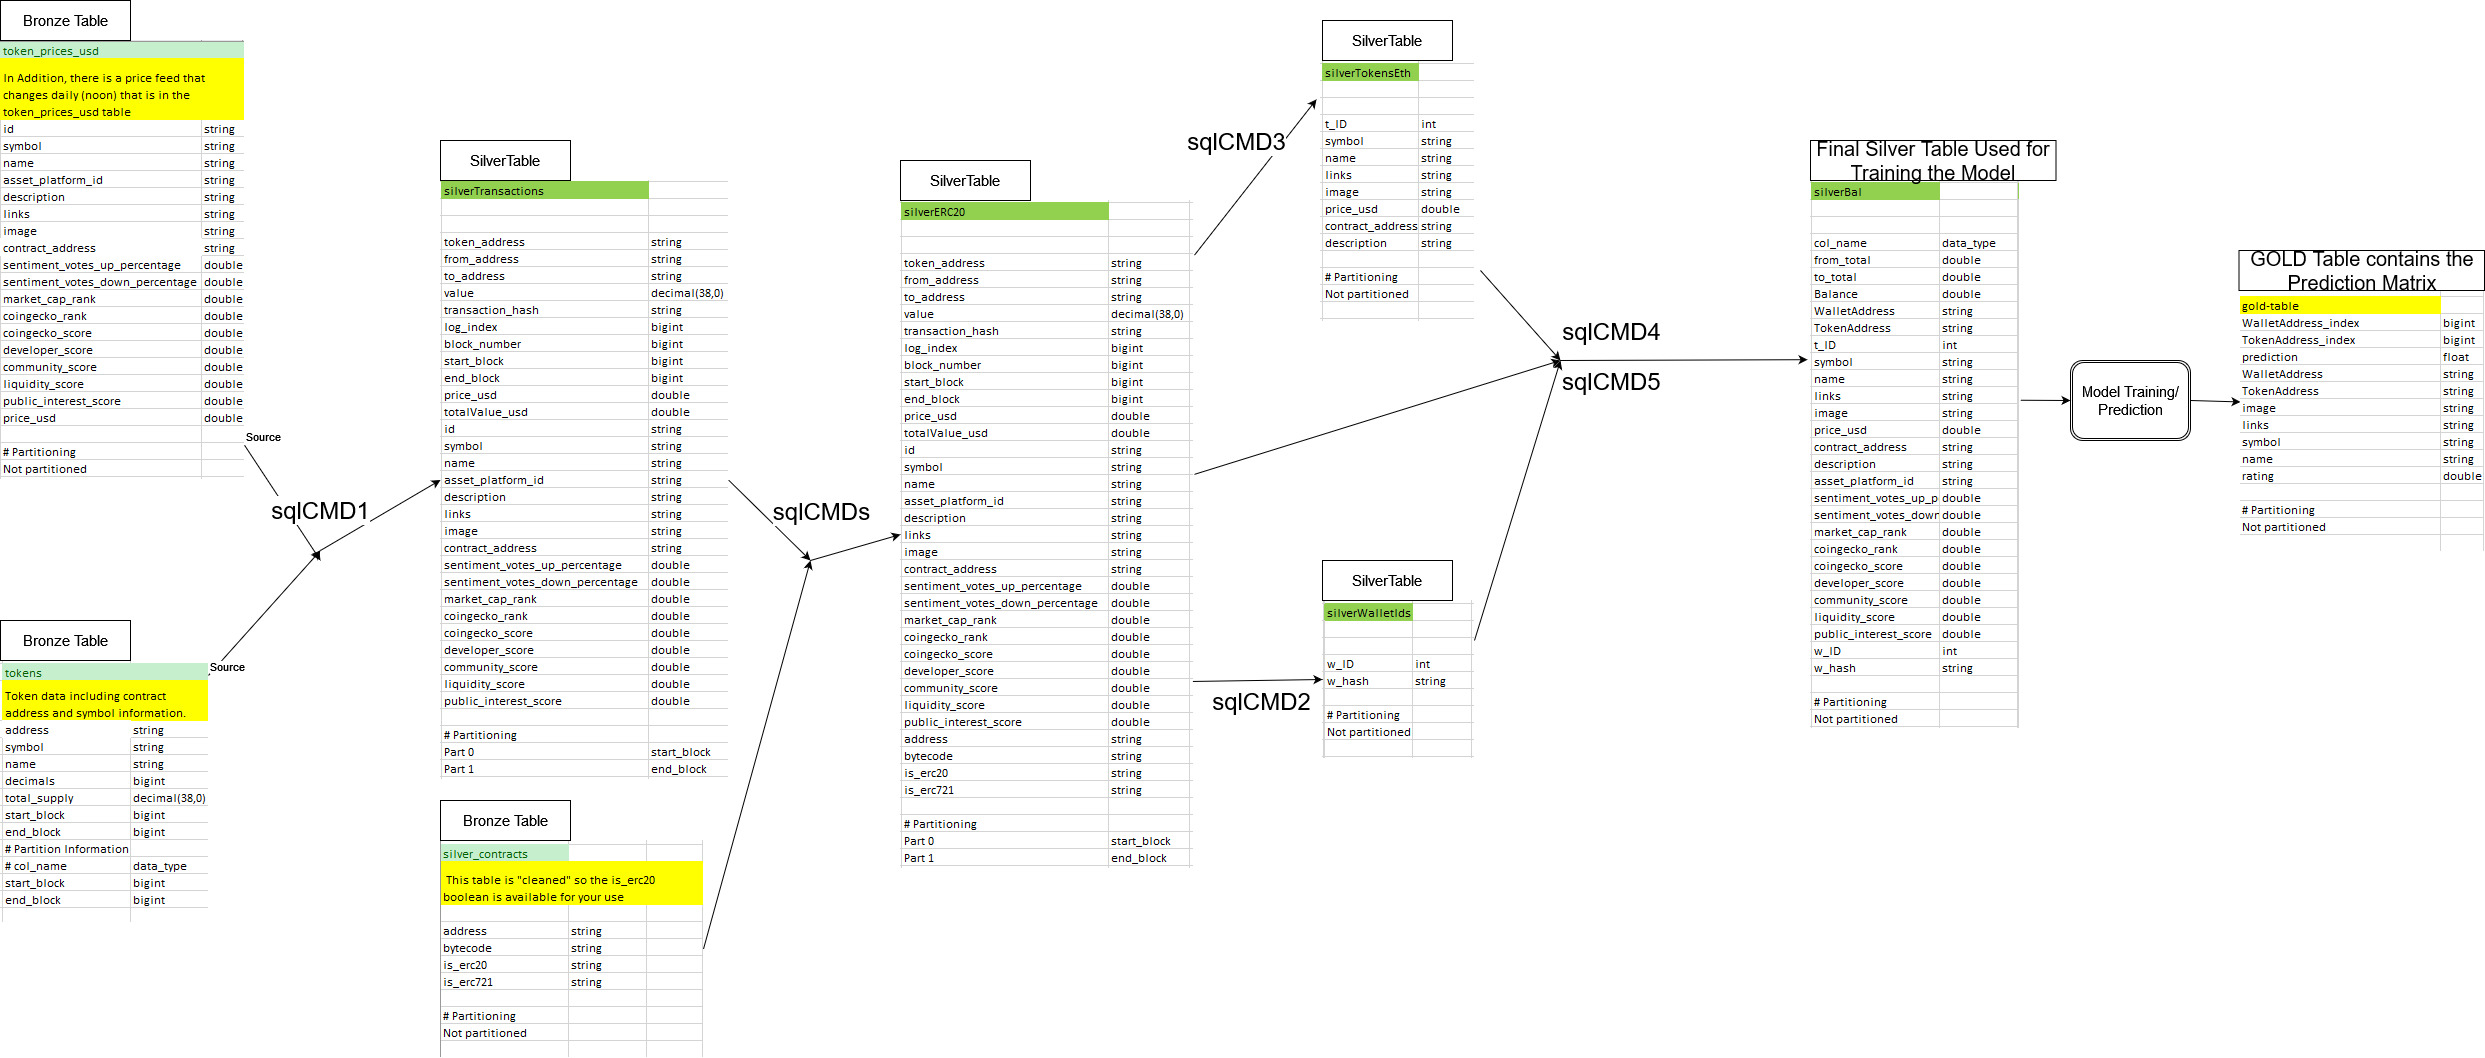 Bronze Table
token_prices_usd
In Addition, there is a price feed that
changes daily (noon) that is in the
token_prices_usd table
id string
symbol string
name string
asset_platform_id string
description string
links string
image string
contract_address string
sentiment_votes_up_percentage double
sentiment_votes_down_percentage double
market_cap_rank double
coingecko_rank double
coingecko_score double
developer_score double
community_score double
liquidity_score double
public_interest_score double
price_usd double
# Partitioning
Not partitioned
Source
sqlCMD1
Bronze Table
tokens
Source
Token data including contract
address and symbol information.
address string
symbol string
name string
decimals bigint
total_supply decimal(38,0)
start_block bigint
end_block bigint
# Partition Information
# col_name data_type
start_block bigint
end_block bigint
SilverTable
silverTransactions
token_address string
from_address string
to_address string
value decimal(38,0)
transaction_hash string
log_index bigint
block_number bigint
start_block bigint
end_block bigint
price_usd double
totalValue_usd double
id string
symbol string
name string
asset_platform_id string
description string
links string
image string
contract_address string
sentiment_votes_up_percentage double
sentiment_votes_down_percentage double
market_cap_rank double
coingecko_rank double
coingecko_score double
developer_score double
community_score double
liquidity_score double
public_interest_score double
# Partitioning
Part 0 start_block
Part 1 end_block
Bronze Table
silver_contracts
This table is "cleaned" so the is_erc20
boolean is available for your use
address string
bytecode string
is_erc20 string
is_erc721 string
# Partitioning
Not partitioned
sqlCMDs
SilverTable
silverERC20
token_address string
from_address string
to_address string
value decimal(38,0)
transaction_hash string
log_index bigint
block_number bigint
start_block bigint
end_block bigint
price_usd double
totalValue_usd double
id string
symbol string
name string
asset_platform_id string
description string
links string
image string
contract_address string
sentiment_votes_up_percentage double
sentiment_votes_down_percentage double
market_cap_rank double
coingecko_rank double
coingecko_score double
developer_score double
community_score double
liquidity_score double
public_interest_score double
address string
bytecode string
is_erc20 string
is_erc721 string
# Partitioning
Part 0 start_block
Part 1 end_block
sqlCMD3
SilverTable
silverTokensEth
t_ID int
symbol string
name string
links string
image string
price_usd double
contract_address string
description string
# Partitioning
Not partitioned
sqlCMD2
SilverTable
silverWalletIds
w_ID int
w_hash string
# Partitioning
Not partitioned
sqlCMD4
sqlCMD5
Final Silver Table Used for
Training the Model
silverBal
col_name data_type
from_total double
to_total double
Balance double
WalletAddress string
TokenAddress string
t_ID int
symbol string
name string
links string
image string
price_usd double
contract_address string
description string
asset_platform_id string
sentiment_votes_up_p double
sentiment_votes_down double
market_cap_rank double
coingecko_rank double
coingecko_score double
developer_score double
community_score double
liquidity_score double
public_interest_score double
w_ID int
w_hash string
# Partitioning
Not partitioned
Model Training/
Prediction
GOLD Table contains the
Prediction Matrix
gold-table
WalletAddress_index bigint
TokenAddress_index bigint
prediction float
WalletAddress string
TokenAddress string
image string
links string
symbol string
name string
rating double
# Partitioning
Not partitioned